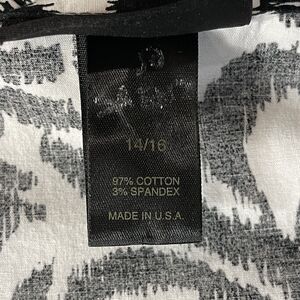 14/16
97% COTTON
3% SPANDEX
MADE IN U.S.A.